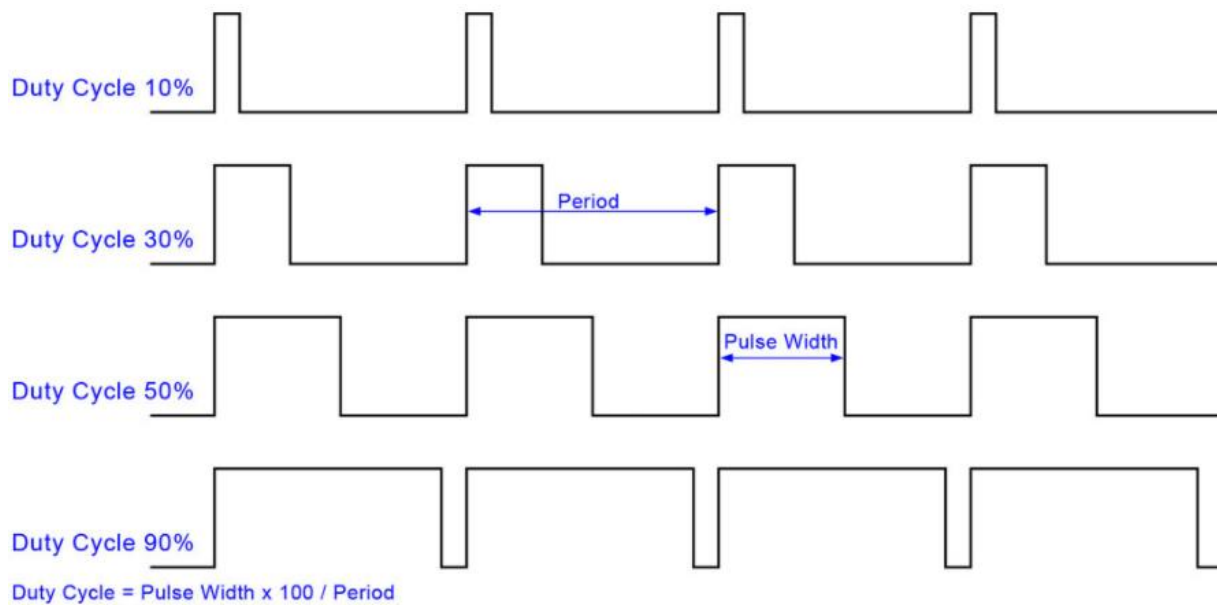 Duty Cycle 10%
Period
Duty Cycle 30%
Pulse Width
Duty Cycle 50%
Duty Cycle 90%
Duty Cycle = Pulse Width x 100 / Period